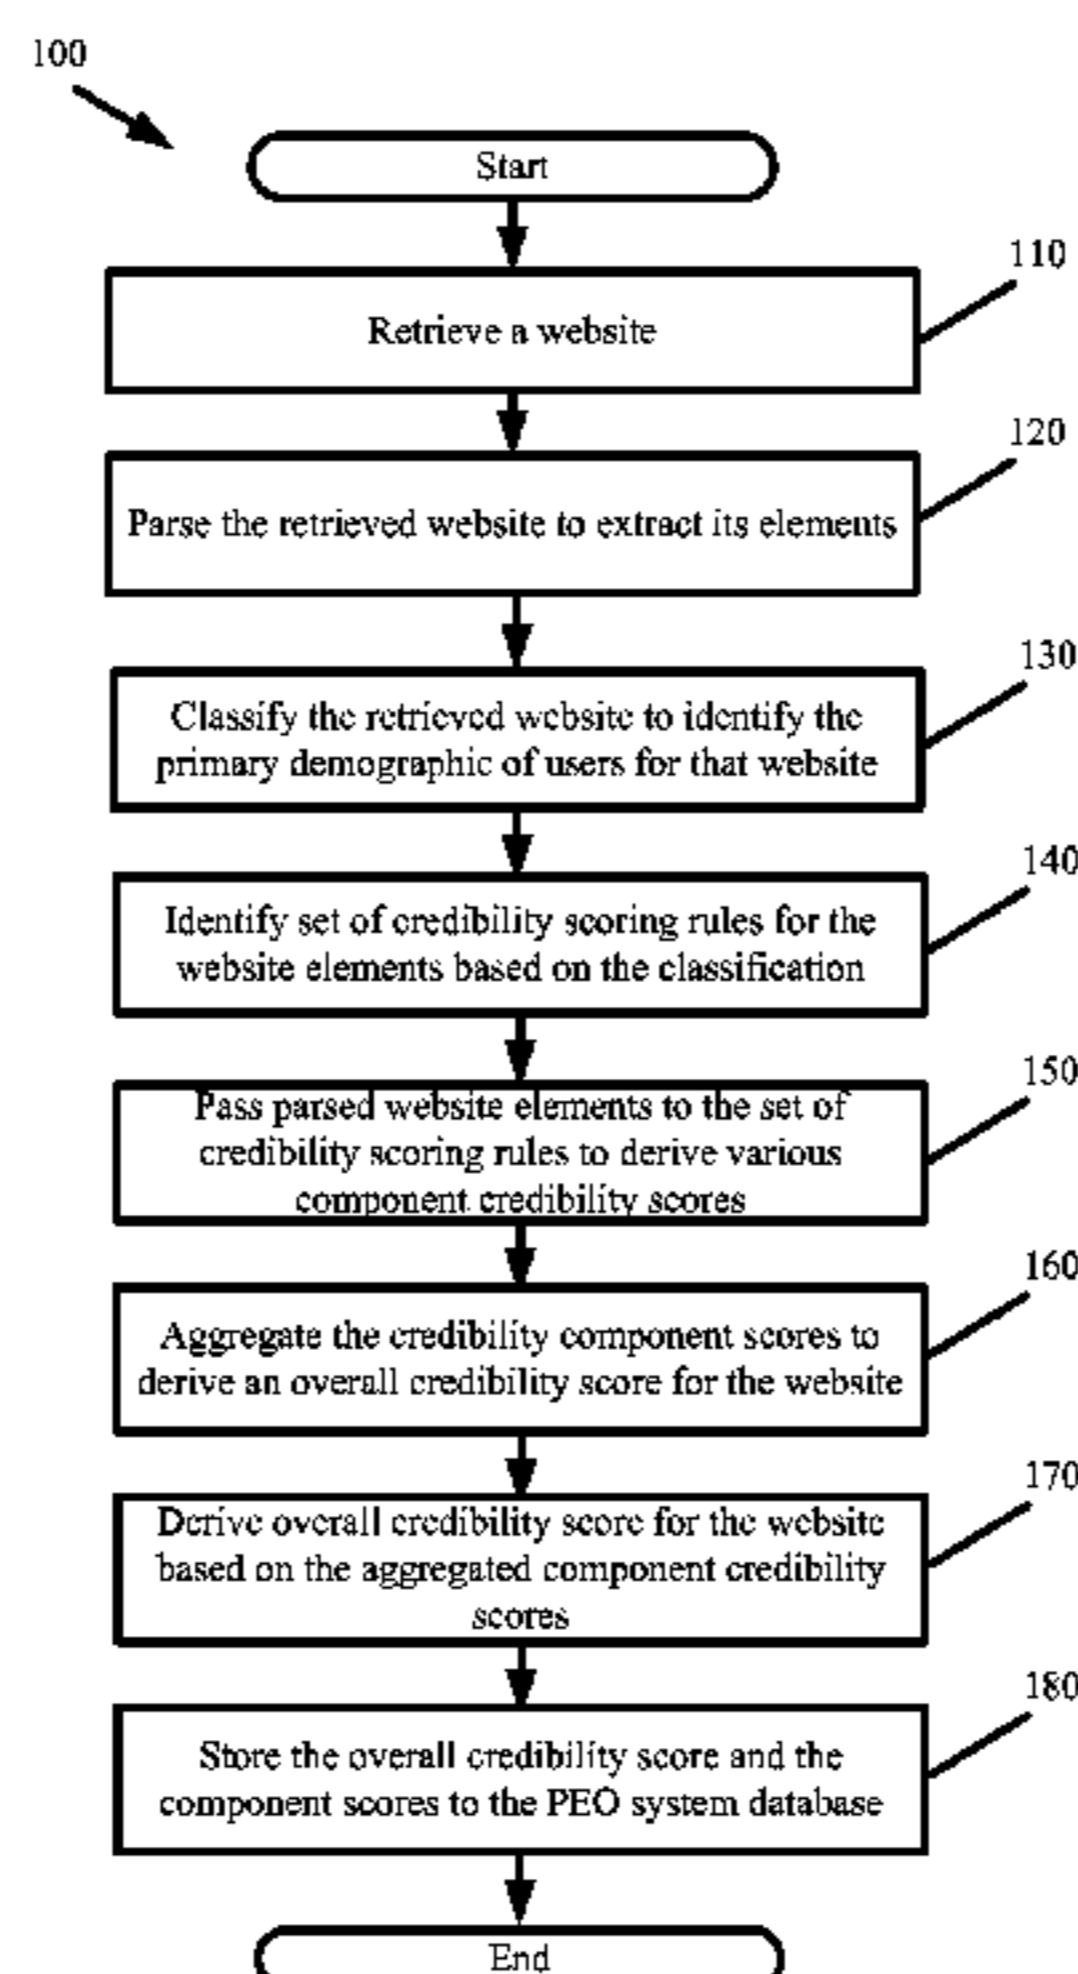 100
Start
110
Retrieve a website
120
Parse the retrieved website to extract its elements
130
Classify the retrieved website to identify the
primary demographic of users for that website
140
Identify set of credibility scoring rules for the
website elements based on the classification
150
Pass parsed website elements to the set of
credibility scoring rules to derive various
component credibility scores
160
Aggregate the credibility component scores to
derive an overall credibility score for the website
170
Derive overall credibility score for the website
based on the aggregated component credibility
scores
180
Store the overall credibility score and the
component scores to the PEO system database
End